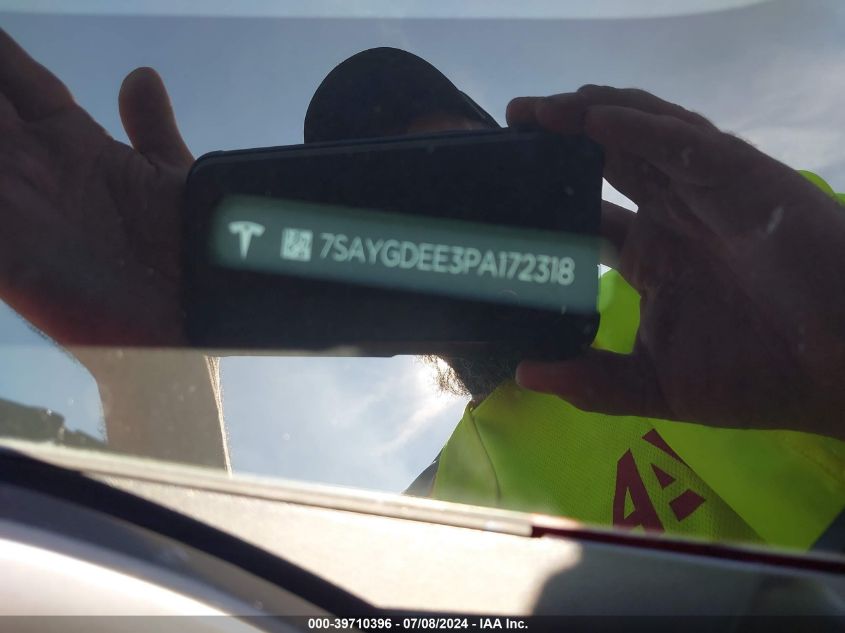 7SAYGDEE3PA172318
000-39710396 - 07/08/2024 - IAA Inc.